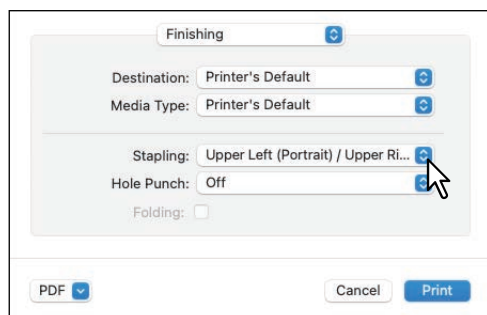 Finishing
Destination: Printer's Default
Media Type: Printer's Default
Stapling: Upper Left (Portrait) / Upper Ri...
Hole Punch: Off
Folding:
PDF Cancel Print